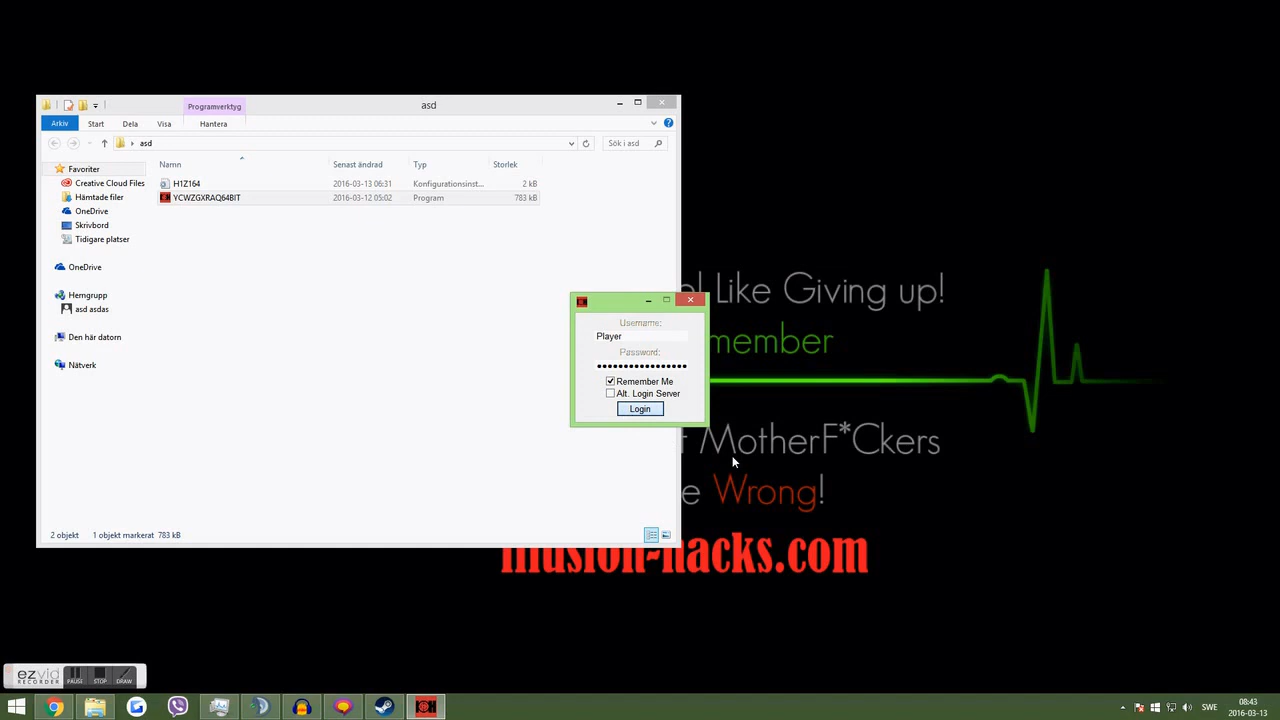 Programverktyg
asd
Arkiv
Start
Dela
Visa
Hantera
asd
Sök i asd
Favoriter
Creative Cloud Files
Hämtade filer
OneDrive
Skrivbord
Tidigare platser
OneDrive
Hemgrupp
asd asdas
Den här datorn
Nätverk
Namn
Senast ändrad
Typ
Storlek
H1Z164
2016-03-13 06:31
Konfigurationsinst...
2 kB
YCWZGXRAQ64BIT
2016-03-12 05:02
Program
783 kB
2 objekt
1 objekt markerat 783 kB
Username:
Player
Password:
Remember Me
Alt. Login Server
Login
Like Giving up!
member
MotherF*Ckers
e Wrong!
illusion-hacks.com
ezvid
RECORDER
PAUSE
STOP
DRAW
SWE
08:43
2016-03-13